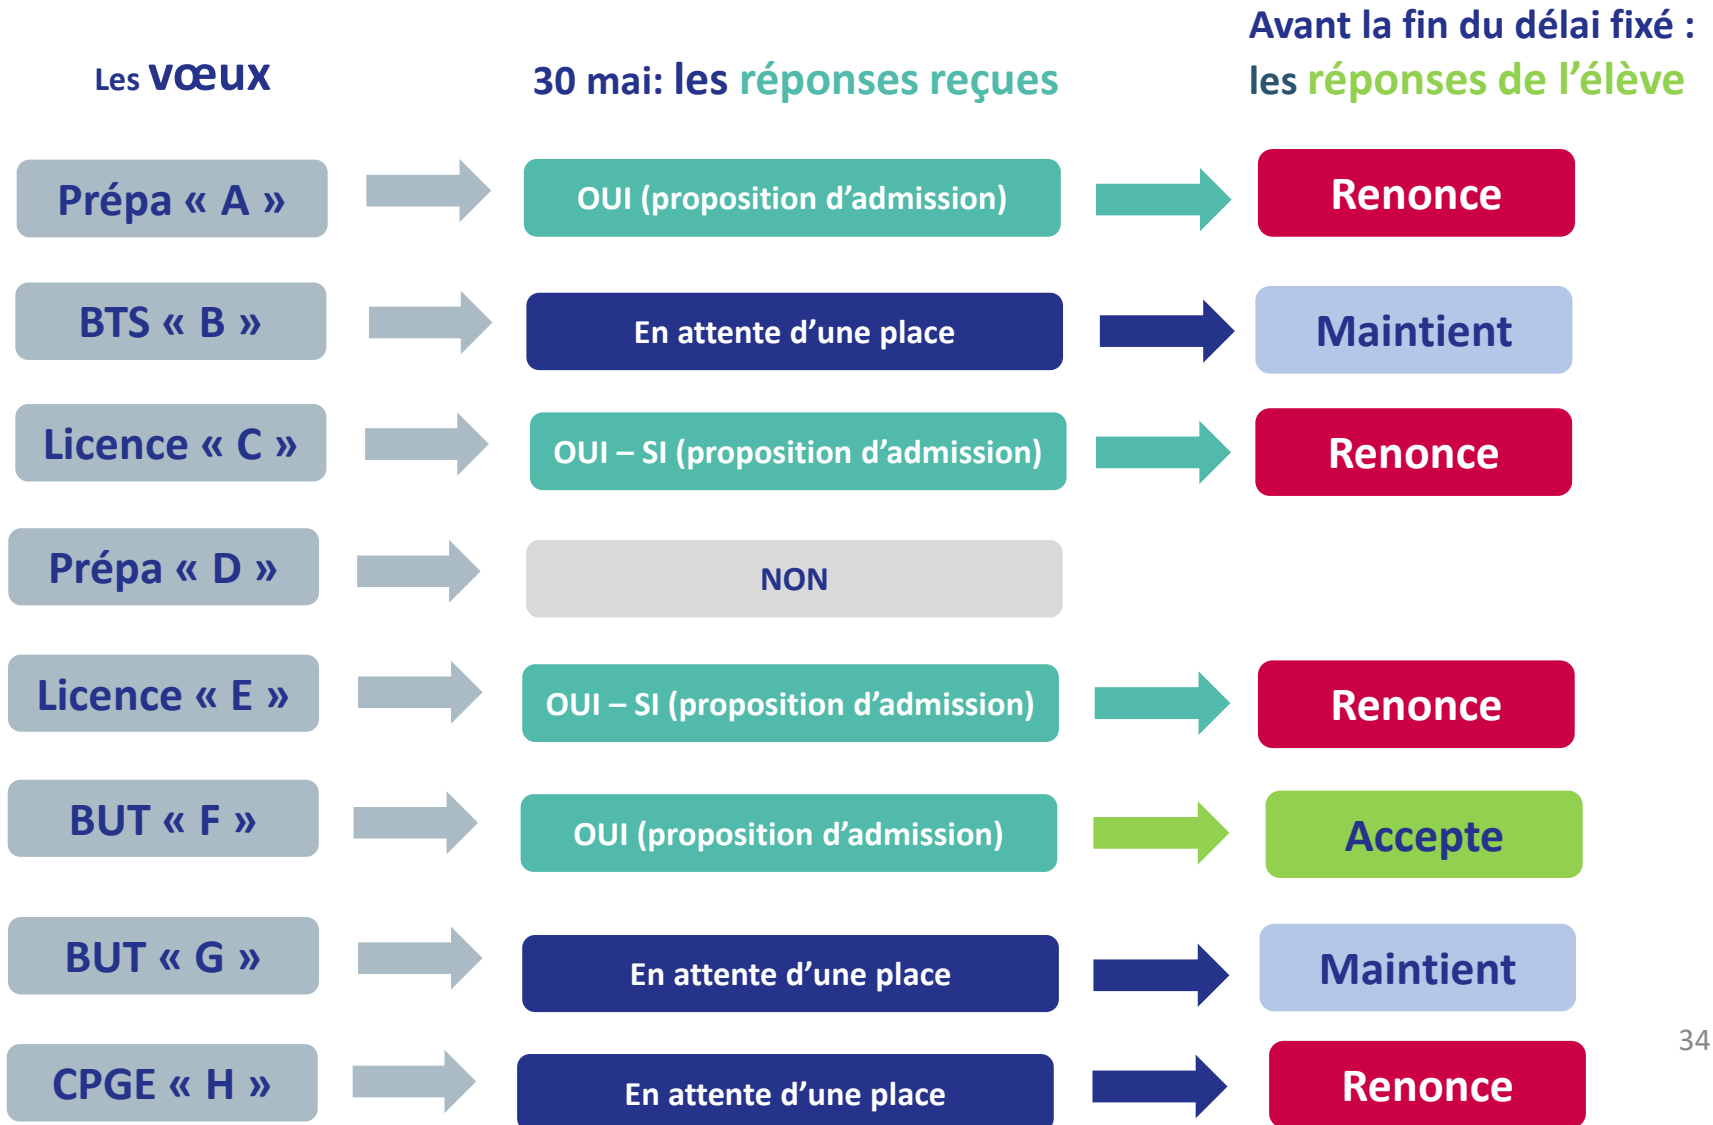 Les vœux
30 mai: les réponses reçues
Avant la fin du délai fixé :
les réponses de l’élève
Prépa « A »
OUI (proposition d’admission)
Renonce
BTS « B »
En attente d’une place
Maintient
Licence « C »
OUI – SI (proposition d’admission)
Renonce
Prépa « D »
NON
Licence « E »
OUI – SI (proposition d’admission)
Renonce
BUT « F »
OUI (proposition d’admission)
Accepte
BUT « G »
En attente d’une place
Maintient
CPGE « H »
En attente d’une place
Renonce
34